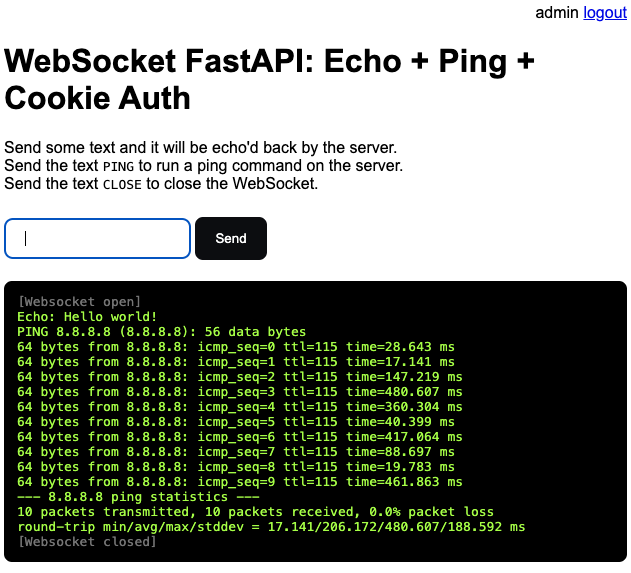 admin logout
WebSocket FastAPI: Echo + Ping +
Cookie Auth
Send some text and it will be echo'd back by the server.
Send the text PING to run a ping command on the server.
Send the text CLOSE to close the WebSocket.
Send
[Websocket open]
Echo: Hello world!
PING 8.8.8.8 (8.8.8.8): 56 data bytes
64 bytes from 8.8.8.8: icmp_seq=0 ttl=115 time=28.643 ms
64 bytes from 8.8.8.8: icmp_seq=1 ttl=115 time=17.141 ms
64 bytes from 8.8.8.8: icmp_seq=2 ttl=115 time=147.219 ms
64 bytes from 8.8.8.8: icmp_seq=3 ttl=115 time=480.607 ms
64 bytes from 8.8.8.8: icmp_seq=4 ttl=115 time=360.304 ms
64 bytes from 8.8.8.8: icmp_seq=5 ttl=115 time=40.399 ms
64 bytes from 8.8.8.8: icmp_seq=6 ttl=115 time=417.064 ms
64 bytes from 8.8.8.8: icmp_seq=7 ttl=115 time=88.697 ms
64 bytes from 8.8.8.8: icmp_seq=8 ttl=115 time=19.783 ms
64 bytes from 8.8.8.8: icmp_seq=9 ttl=115 time=461.863 ms
--- 8.8.8.8 ping statistics ---
10 packets transmitted, 10 packets received, 0.0% packet loss
round-trip min/avg/max/stddev = 17.141/206.172/480.607/188.592 ms
[Websocket closed]